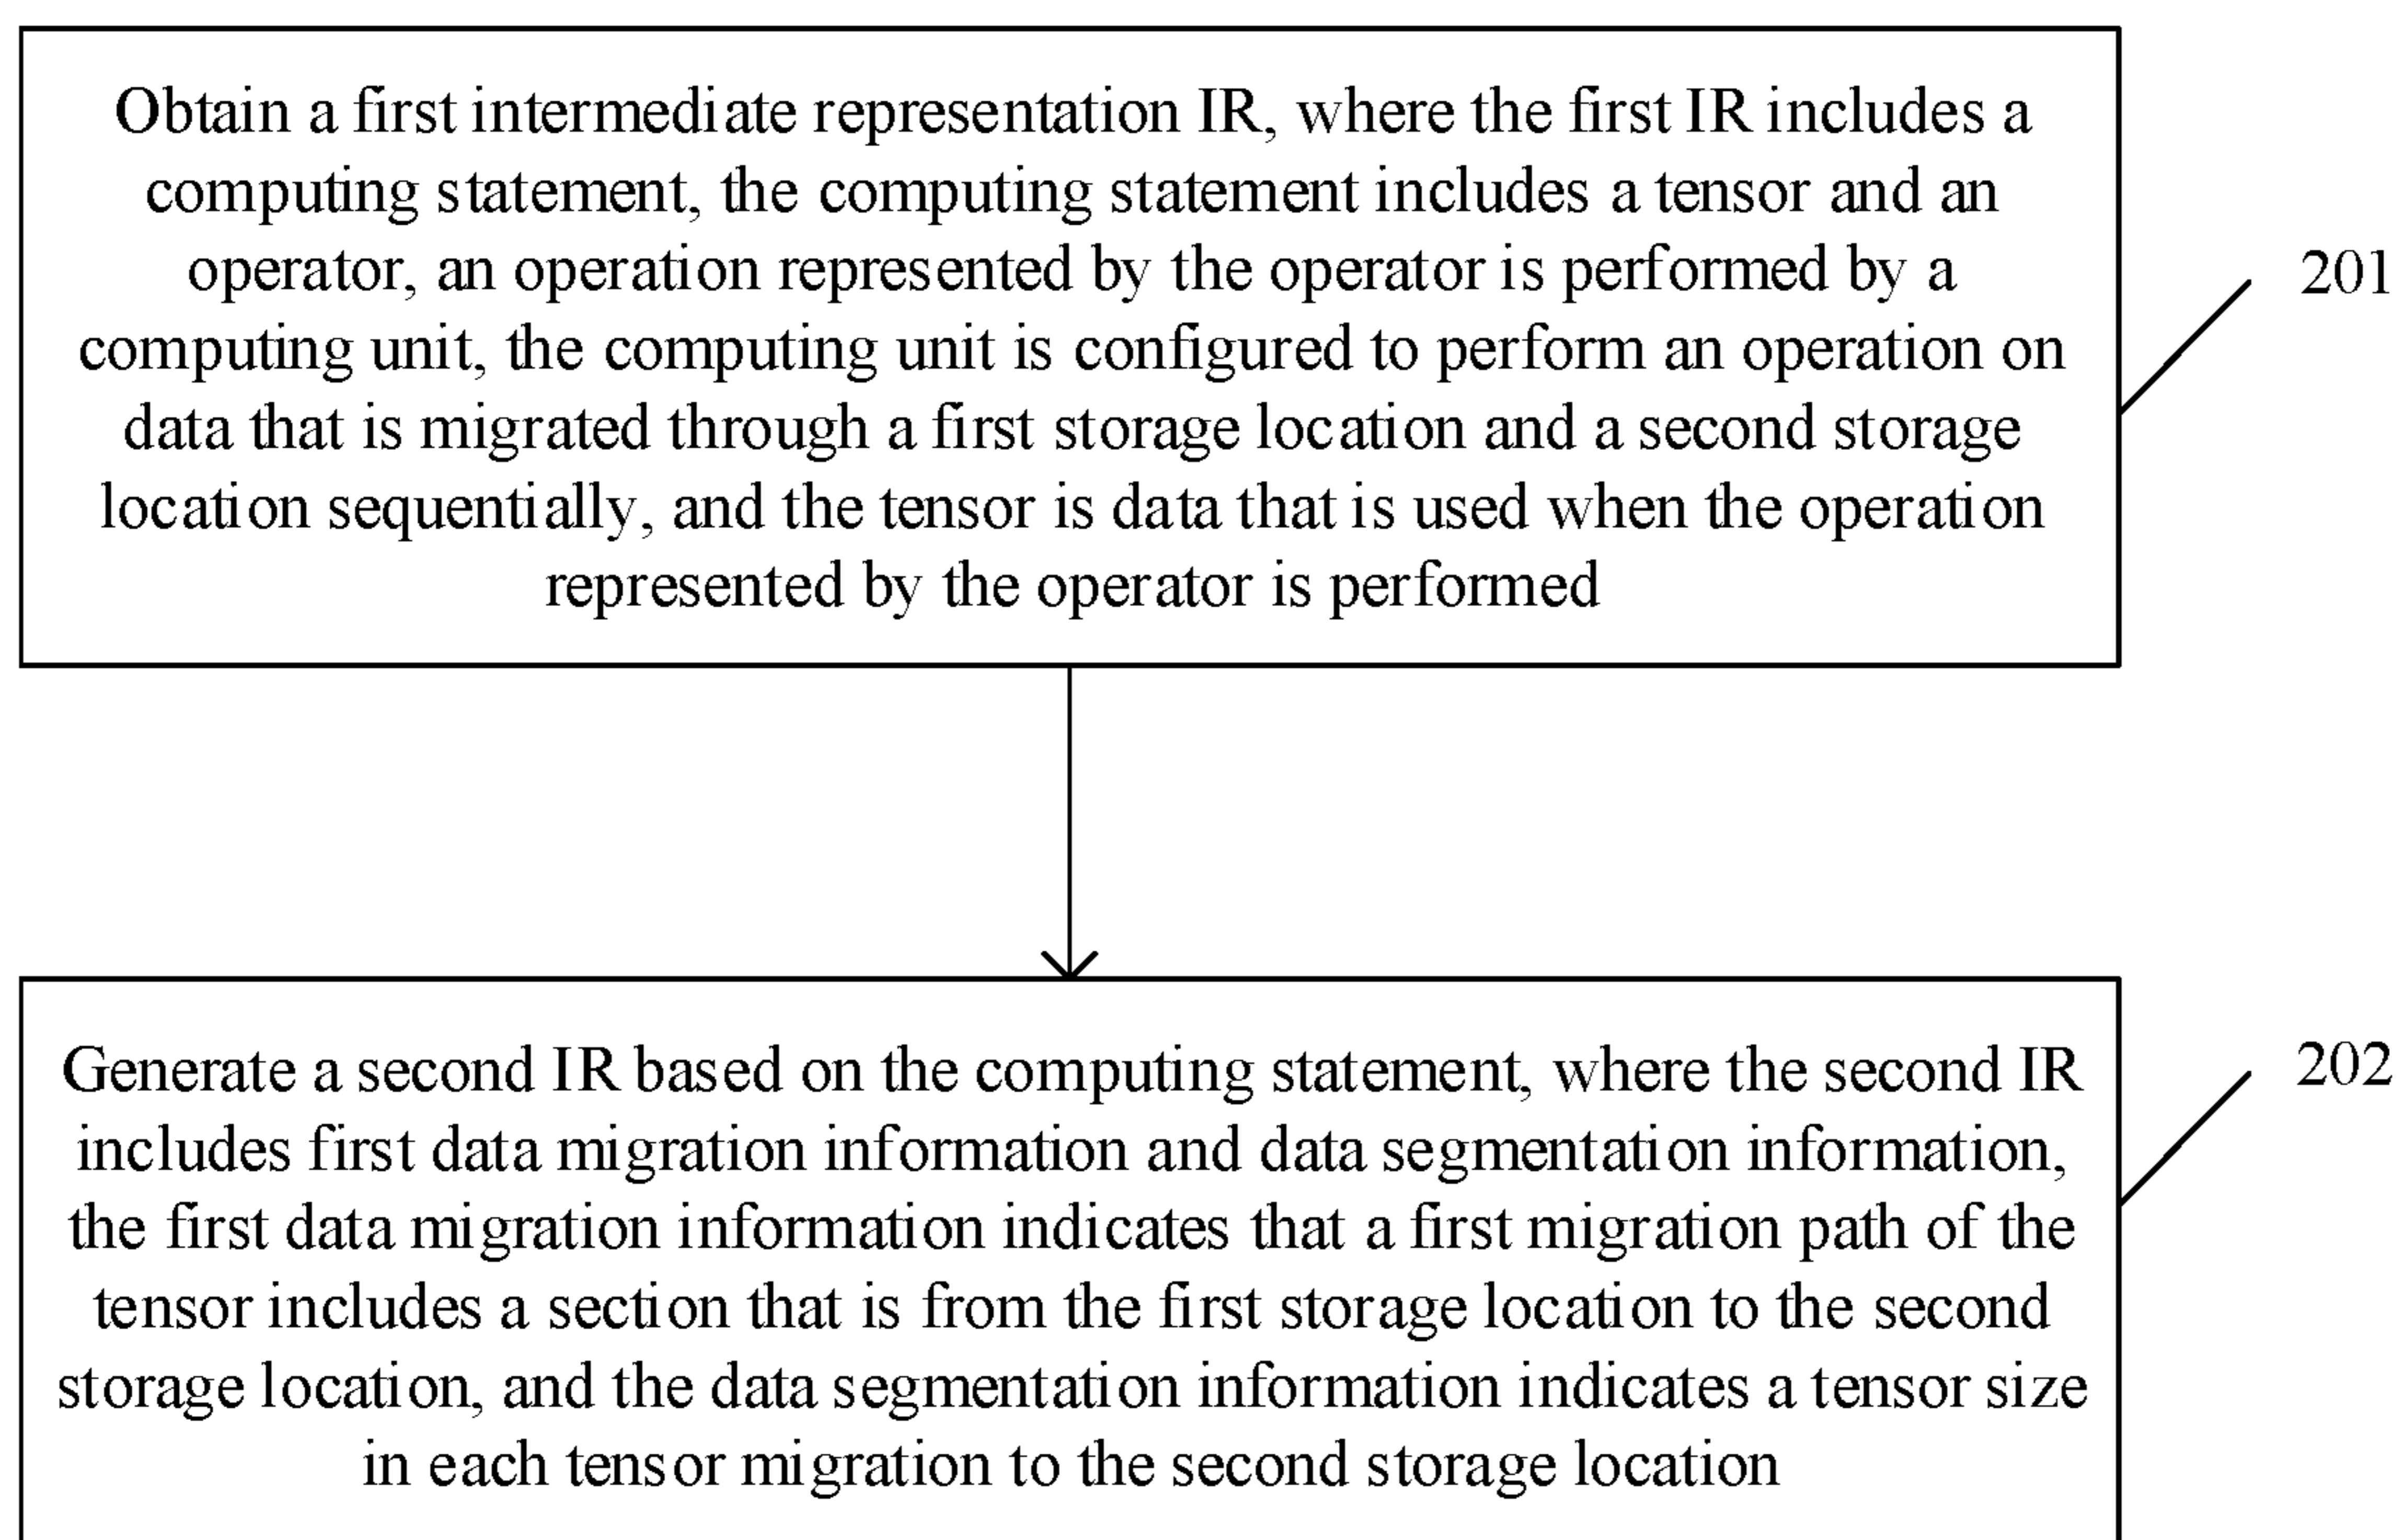 Obtain a first intermediate representation IR, where the first IR includes a
computing statement, the computing statement includes a tensor and an
operator, an operation represented by the operator is performed by a
computing unit, the computing unit is configured to perform an operation on
data that is migrated through a first storage location and a second storage
location sequentially, and the tensor is data that is used when the operation
represented by the operator is performed
201
Generate a second IR based on the computing statement, where the second IR
includes first data migration information and data segmentation information,
the first data migration information indicates that a first migration path of the
tensor includes a section that is from the first storage location to the second
storage location, and the data segmentation information indicates a tensor size
in each tensor migration to the second storage location
202